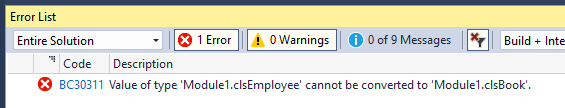 Error List
Entire Solution 1 Error 0 Warnings 0 of 9 Messages Build + Inte
Code Description
BC30311 Value of type 'Module1.clsEmployee' cannot be converted to 'Module1.clsBook'.